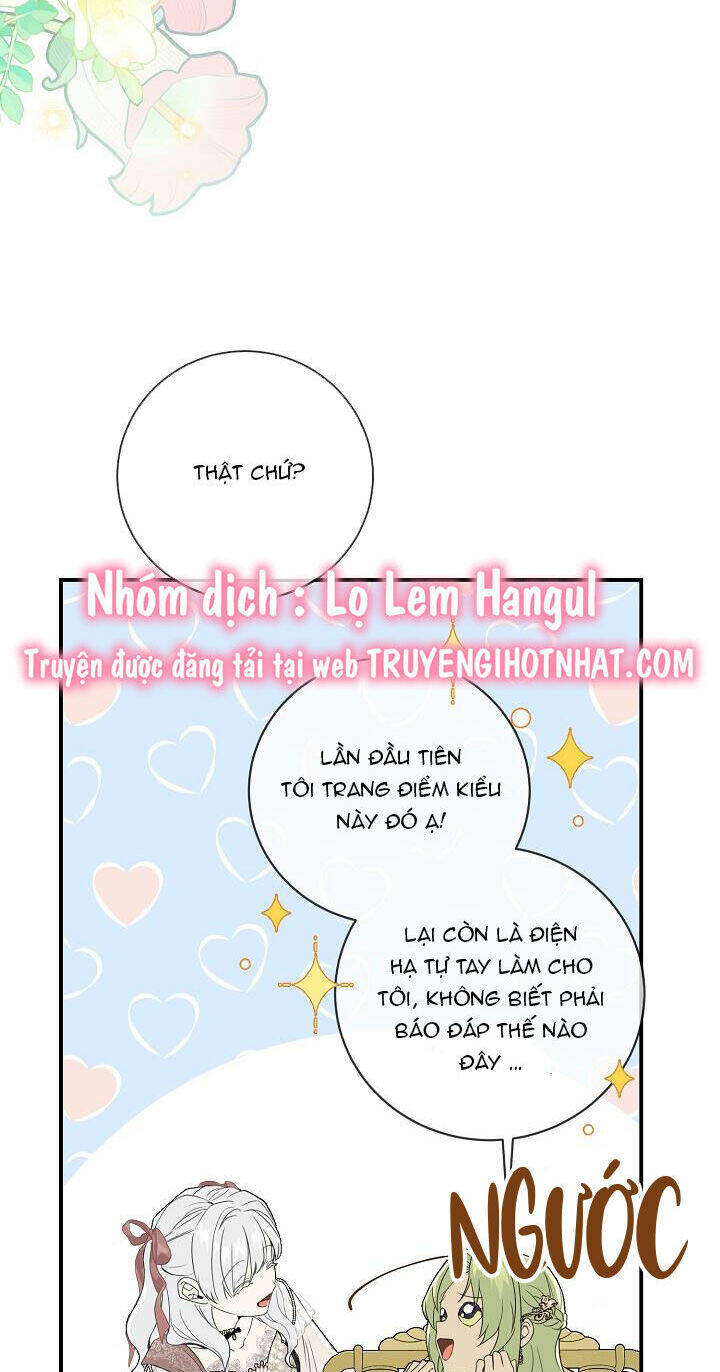 THẬT CHỨ?
Nhóm dịch : Lọ Lem Hangul
Truyện được đăng tải tại web TRUYENGIHOTNHAT.COM
LẦN ĐẦU TIÊN
TÔI TRANG ĐIỂM KIỂU
NÀY ĐÓ Ạ!
LẠI CÒN LÀ ĐIỆN
HẠ TỰ TAY LÀM CHO
TÔI, KHÔNG BIẾT PHẢI
BÁO ĐÁP THẾ NÀO
ĐÂY ...
NGƯỚC